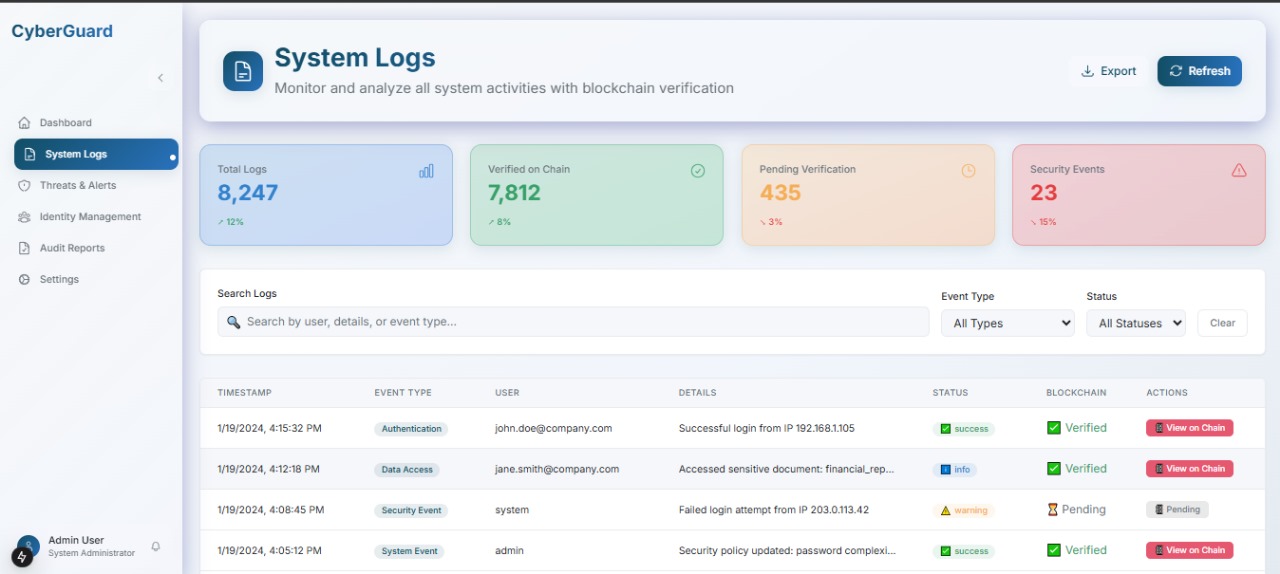 CyberGuard
Dashboard
System Logs
Threats & Alerts
Identity Management
Audit Reports
Settings
Admin User
System Administrator
System Logs
Monitor and analyze all system activities with blockchain verification
Export
Refresh
Total Logs
8,247
↗ 12%
Verified on Chain
7,812
↗ 8%
Pending Verification
435
↘ 3%
Security Events
23
↘ 15%
Search Logs
Search by user, details, or event type...
Event Type
All Types
Status
All Statuses
Clear
TIMESTAMP EVENT TYPE USER DETAILS STATUS BLOCKCHAIN ACTIONS
1/19/2024, 4:15:32 PM Authentication john.doe@company.com Successful login from IP 192.168.1.105 success Verified View on Chain
1/19/2024, 4:12:18 PM Data Access jane.smith@company.com Accessed sensitive document: financial_rep... info Verified View on Chain
1/19/2024, 4:08:45 PM Security Event system Failed login attempt from IP 203.0.113.42 warning Pending Pending
1/19/2024, 4:05:12 PM System Event admin Security policy updated: password complexi... success Verified View on Chain